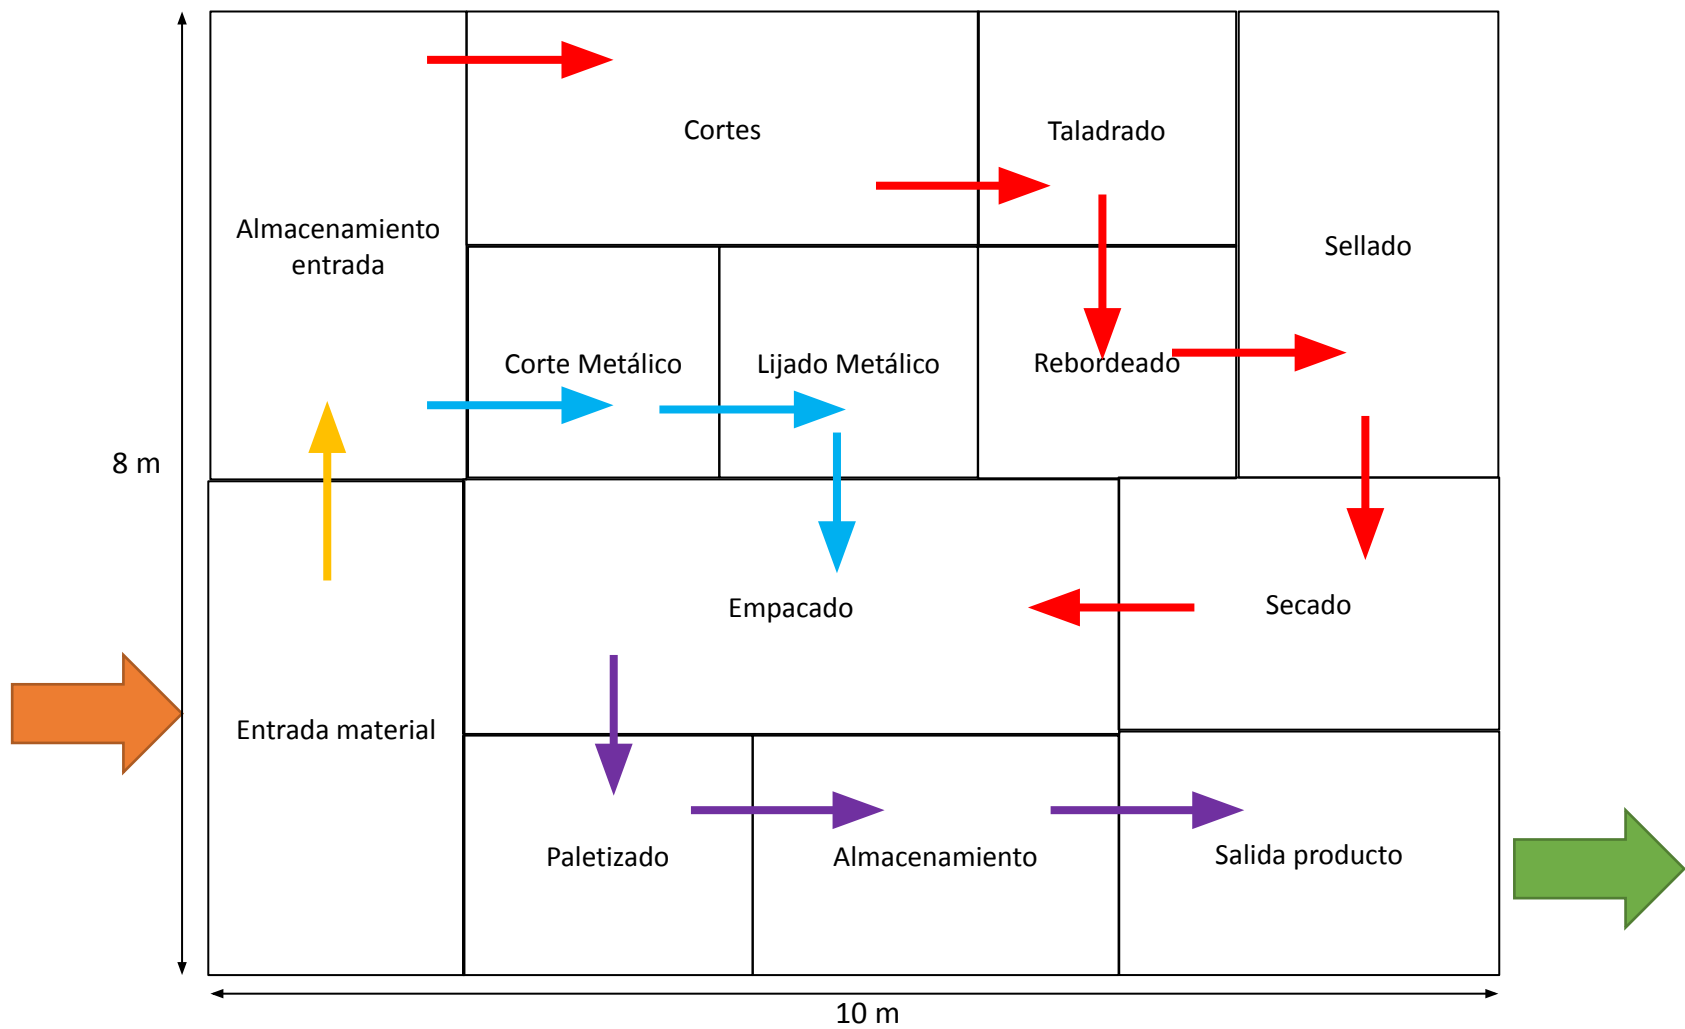 Cortes
Taladrado
Almacenamiento
entrada
Sellado
Corte Metálico
Lijado Metálico
Rebordeado
8 m
Empacado
Secado
Entrada material
Paletizado
Almacenamiento
Salida producto
10 m